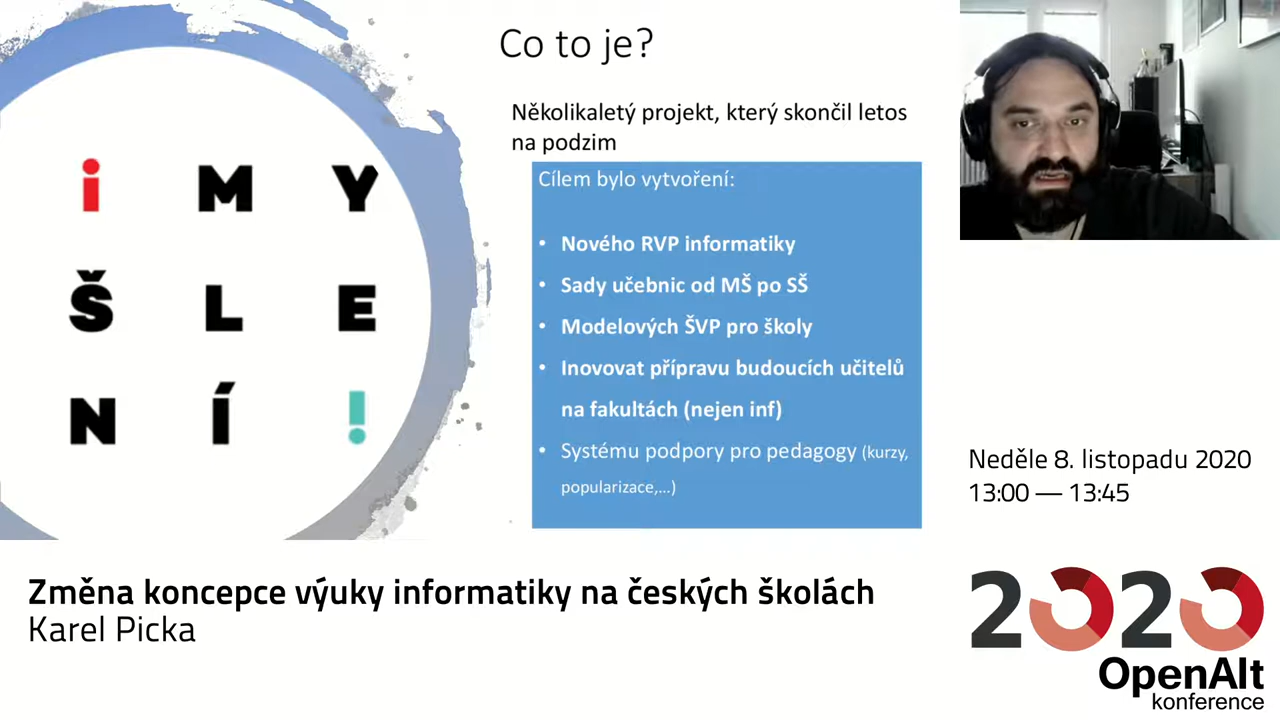 Co to je?
Několikaletý projekt, který skončil letos
na podzim
i M Y
Š L E
N Í !
Cílem bylo vytvoření:
• Nového RVP informatiky
• Sady učebnic od MŠ po SŠ
• Modelových ŠVP pro školy
• Inovovat přípravu budoucích učitelů
na fakultách (nejen inf)
• Systému podpory pro pedagogy (kurzy,
popularizace,...)
Neděle 8. listopadu 2020
13:00 — 13:45
Změna koncepce výuky informatiky na českých školách
Karel Picka
2020
OpenAlt
konference